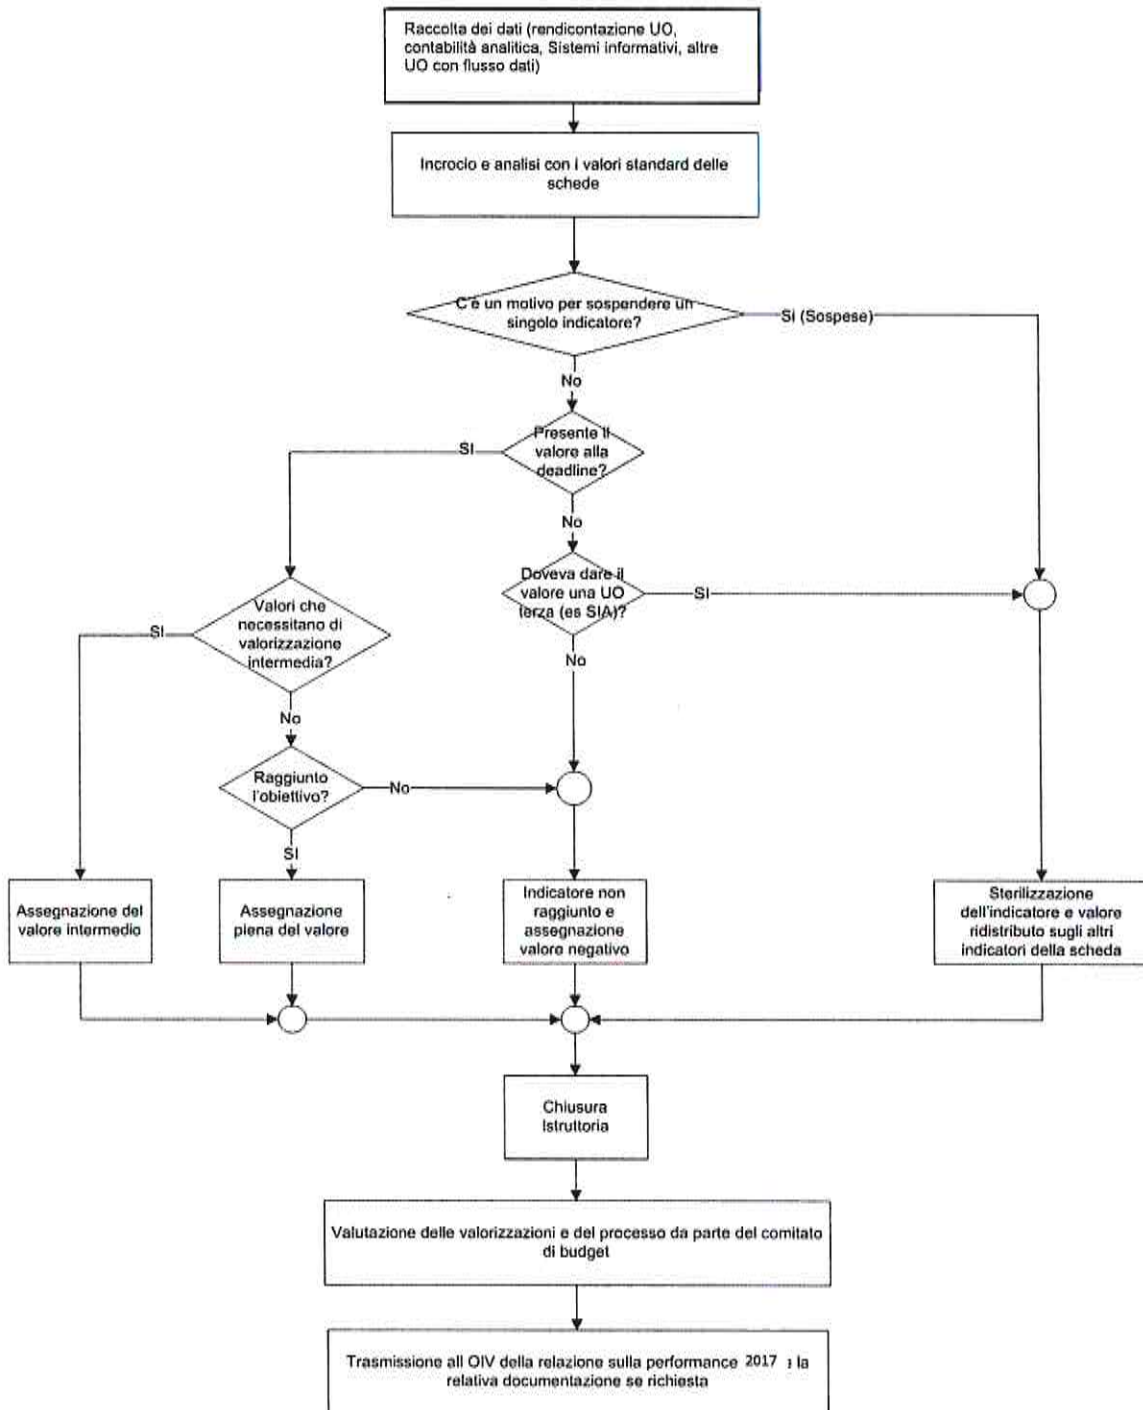 Raccolta dei dati (rendicontazione UO,
contabilità analitica, Sistemi informativi, altre
UO con flusso dati)
Incrocio e analisi con i valori standard delle
schede
C'è un motivo per sospendere un
singolo indicatore?
Si (Sospese)
No
Presente il
valore alla
deadline?
SI
No
Doveva dare il
valore una UO
terza (es SIA)?
SI
No
Valori che
necessitano di
valorizzazione
intermedia?
SI
No
Raggiunto
l'obiettivo?
No
SI
Assegnazione del
valore intermedio
Assegnazione
piena del valore
Indicatore non
raggiunto e
assegnazione
valore negativo
Sterilizzazione
dell'indicatore e valore
ridistributo sugli altri
indicatori della scheda
Chiusura
Istruttoria
Valutazione delle valorizzazioni e del processo da parte del comitato
di budget
Trasmissione all OIV della relazione sulla performance 2017 la
relativa documentazione se richiesta